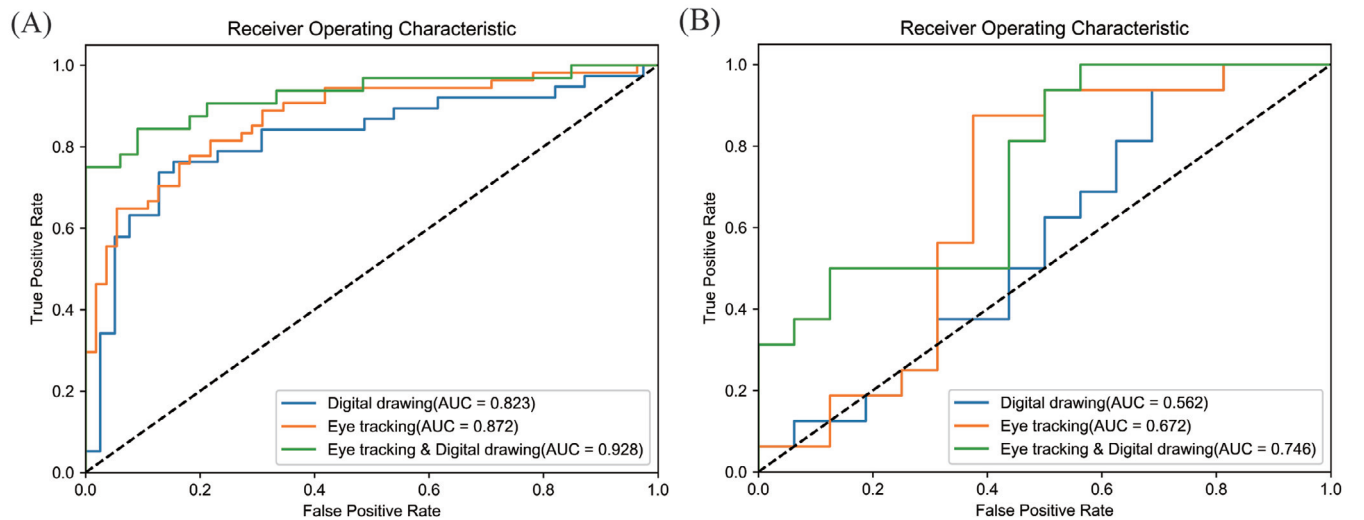 (A)
Receiver Operating Characteristic
True Positive Rate
1.0
0.8
0.6
0.4
0.2
0.0
0.0 0.2 0.4 0.6 0.8 1.0
False Positive Rate
Digital drawing(AUC = 0.823)
Eye tracking(AUC = 0.872)
Eye tracking & Digital drawing(AUC = 0.928)
(B)
Receiver Operating Characteristic
True Positive Rate
1.0
0.8
0.6
0.4
0.2
0.0
0.0 0.2 0.4 0.6 0.8 1.0
False Positive Rate
Digital drawing(AUC = 0.562)
Eye tracking(AUC = 0.672)
Eye tracking & Digital drawing(AUC = 0.746)